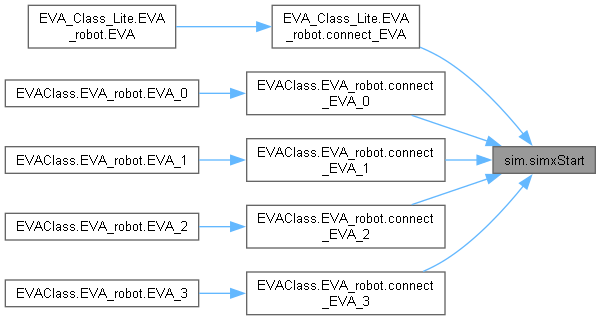 EVA_Class_Lite.EVA
_robot.EVA
EVA_Class_Lite.EVA
_robot.connect_EVA
EVAClass.EVA_robot.EVA_0
EVAClass.EVA_robot.connect
_EVA_0
EVAClass.EVA_robot.EVA_1
EVAClass.EVA_robot.connect
_EVA_1
sim.simxStart
EVAClass.EVA_robot.EVA_2
EVAClass.EVA_robot.connect
_EVA_2
EVAClass.EVA_robot.EVA_3
EVAClass.EVA_robot.connect
_EVA_3